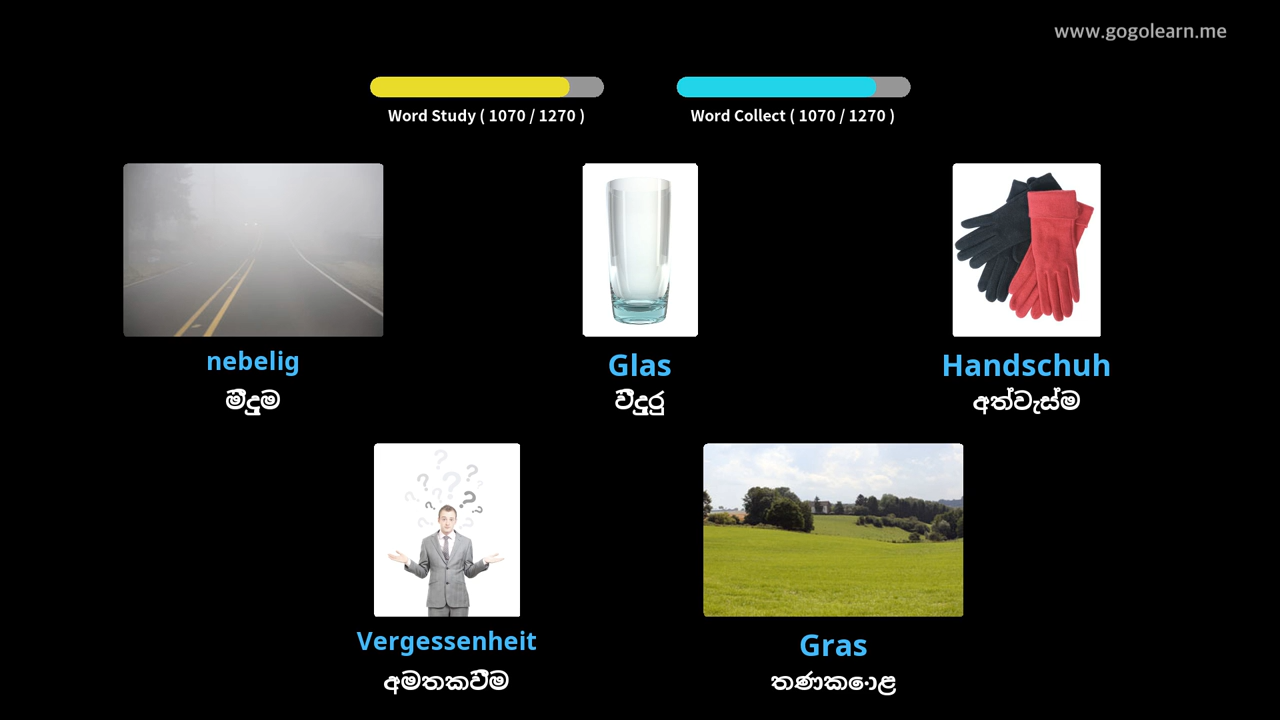 www.gogolearn.me
Word Study ( 1070 / 1270 )
Word Collect ( 1070 / 1270 )
nebelig
මීදුම
Glas
වීදුරු
Handschuh
අත්වැස්ම
Vergessenheit
අමතකවීම
Gras
තණකොළ